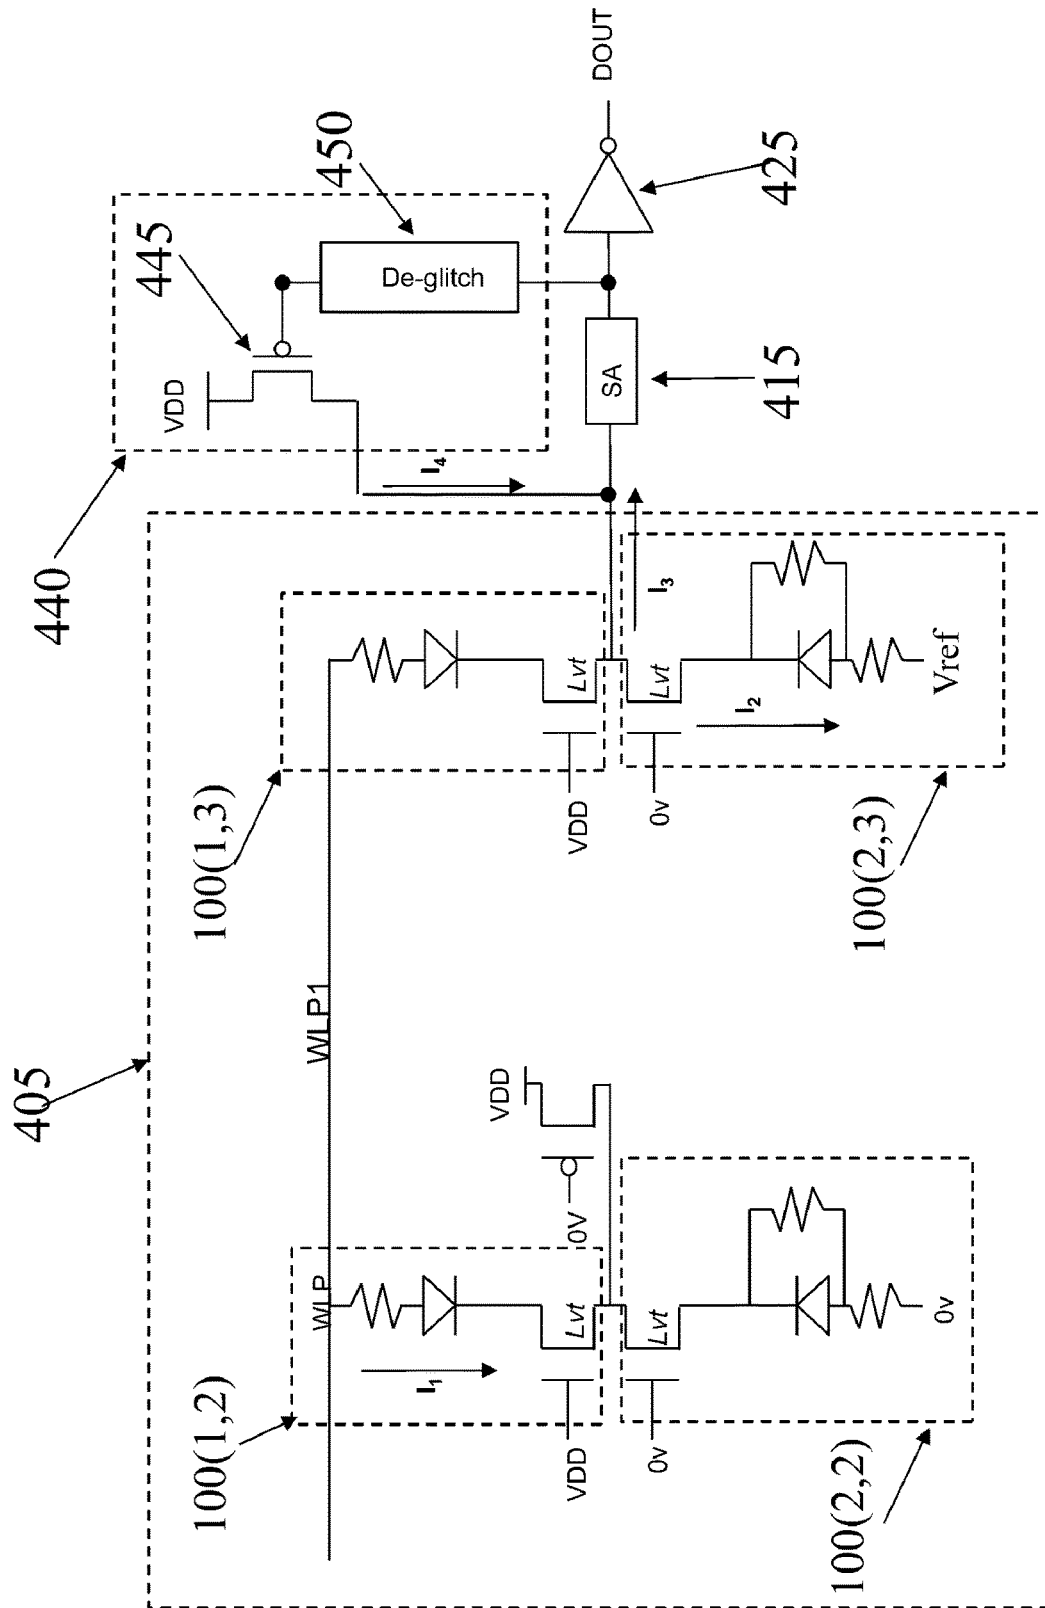 405
440
445
450
VDD
De-glitch
I₄
SA
415
425
DOUT
100(1,2)
100(1,3)
WLP
WLP1
I₁
VDD
Lvt
0V
VDD
VDD
Lvt
I₃
0v
Lvt
0v
Lvt
I₂
0v
Vref
100(2,2)
100(2,3)